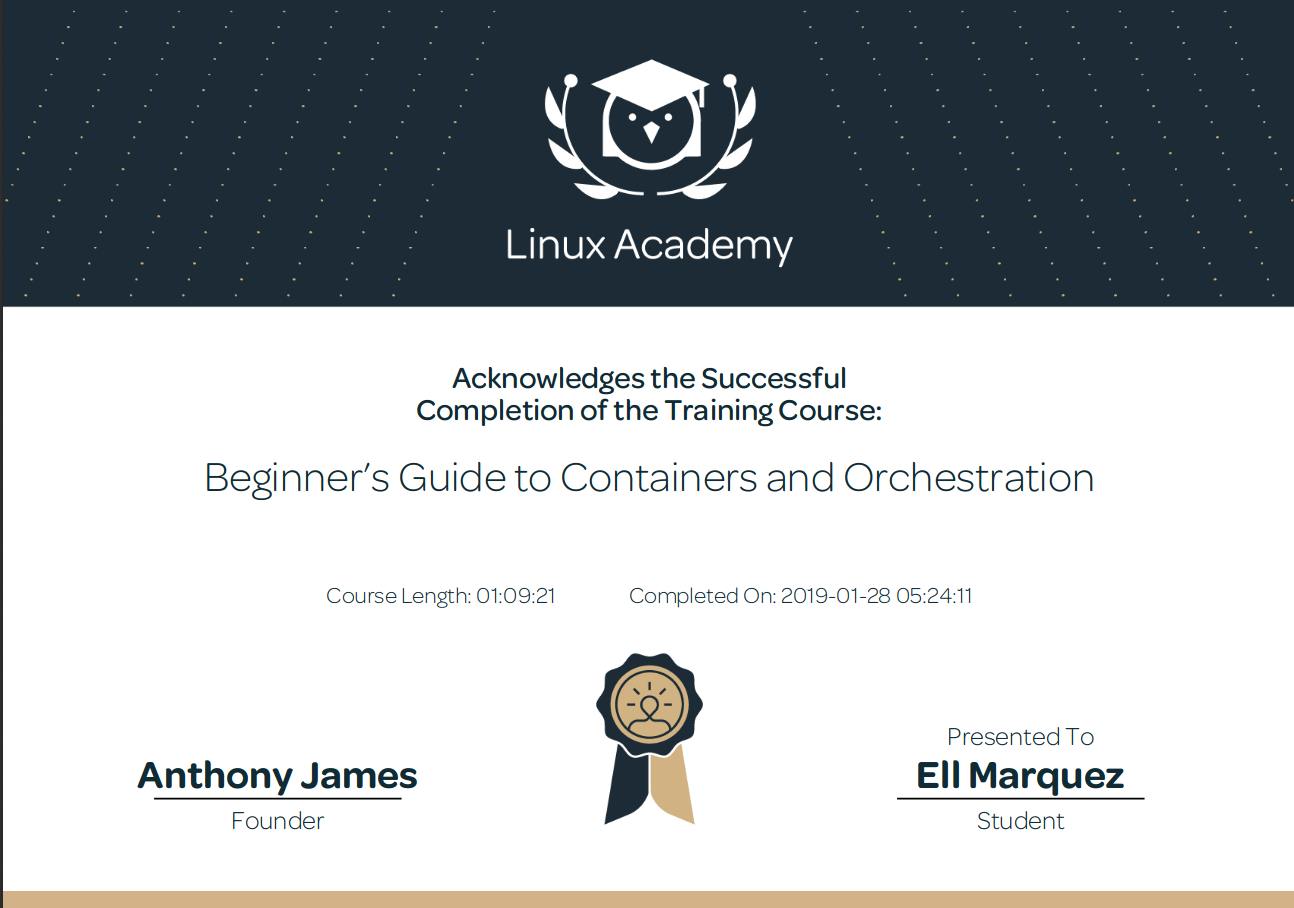 Linux Academy
Acknowledges the Successful
Completion of the Training Course:
Beginner's Guide to Containers and Orchestration
Course Length: 01:09:21 Completed On: 2019-01-28 05:24:11
Anthony James
Founder
Presented To
Ell Marquez
Student